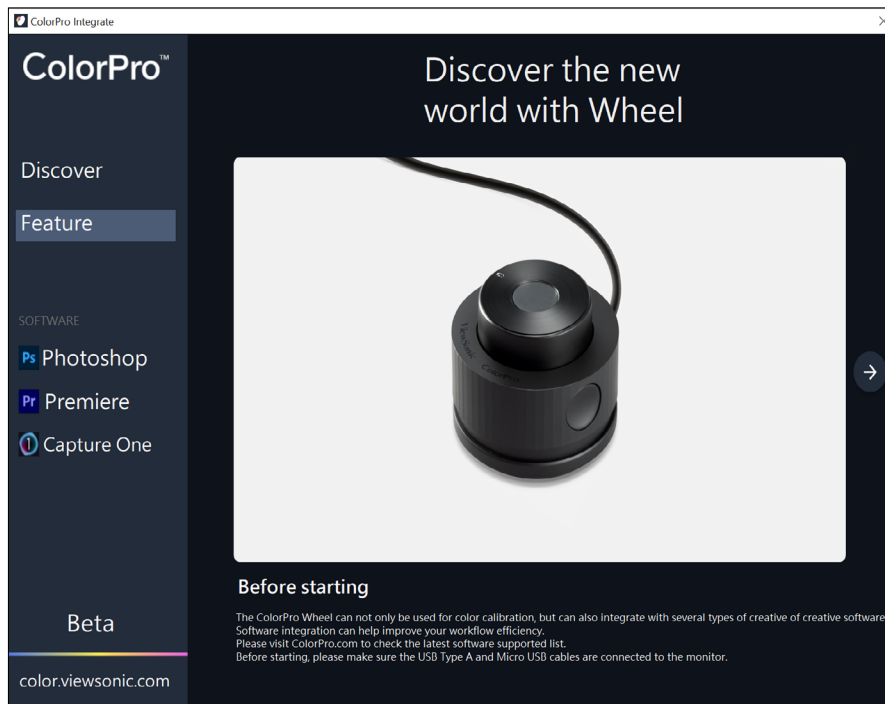 ColorPro Integrate
ColorPro™
Discover
Feature
SOFTWARE
Ps Photoshop
Pr Premiere
1 Capture One
Beta
color.viewsonic.com
Discover the new
world with Wheel
ViewSonic ColorPro
Before starting
The ColorPro Wheel can not only be used for color calibration, but can also integrate with several types of creative of creative software
Software integration can help improve your workflow efficiency.
Please visit ColorPro.com to check the latest software supported list.
Before starting, please make sure the USB Type A and Micro USB cables are connected to the monitor.